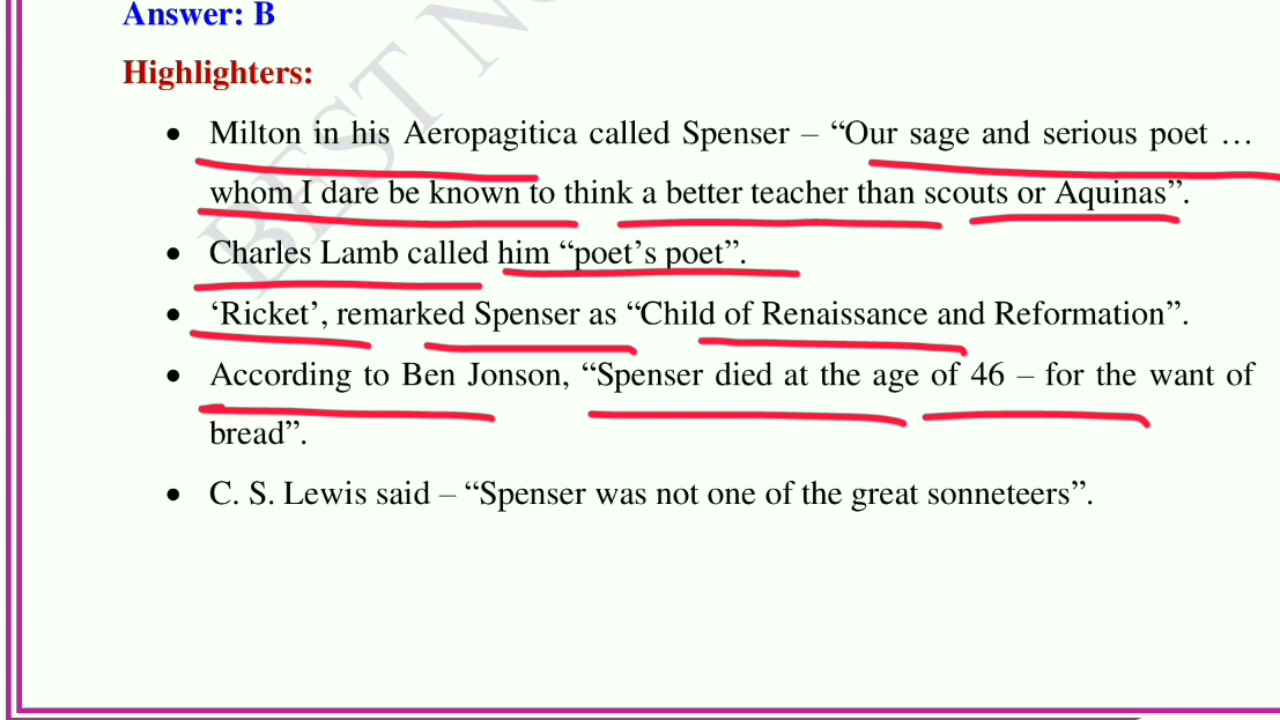 Answer: B
Highlighters:
• Milton in his Aeropagitica called Spenser – “Our sage and serious poet …
whom I dare be known to think a better teacher than scouts or Aquinas”.
• Charles Lamb called him “poet’s poet”.
• ‘Ricket’, remarked Spenser as “Child of Renaissance and Reformation”.
• According to Ben Jonson, “Spenser died at the age of 46 – for the want of
bread”.
• C. S. Lewis said – “Spenser was not one of the great sonneteers”.
BEST